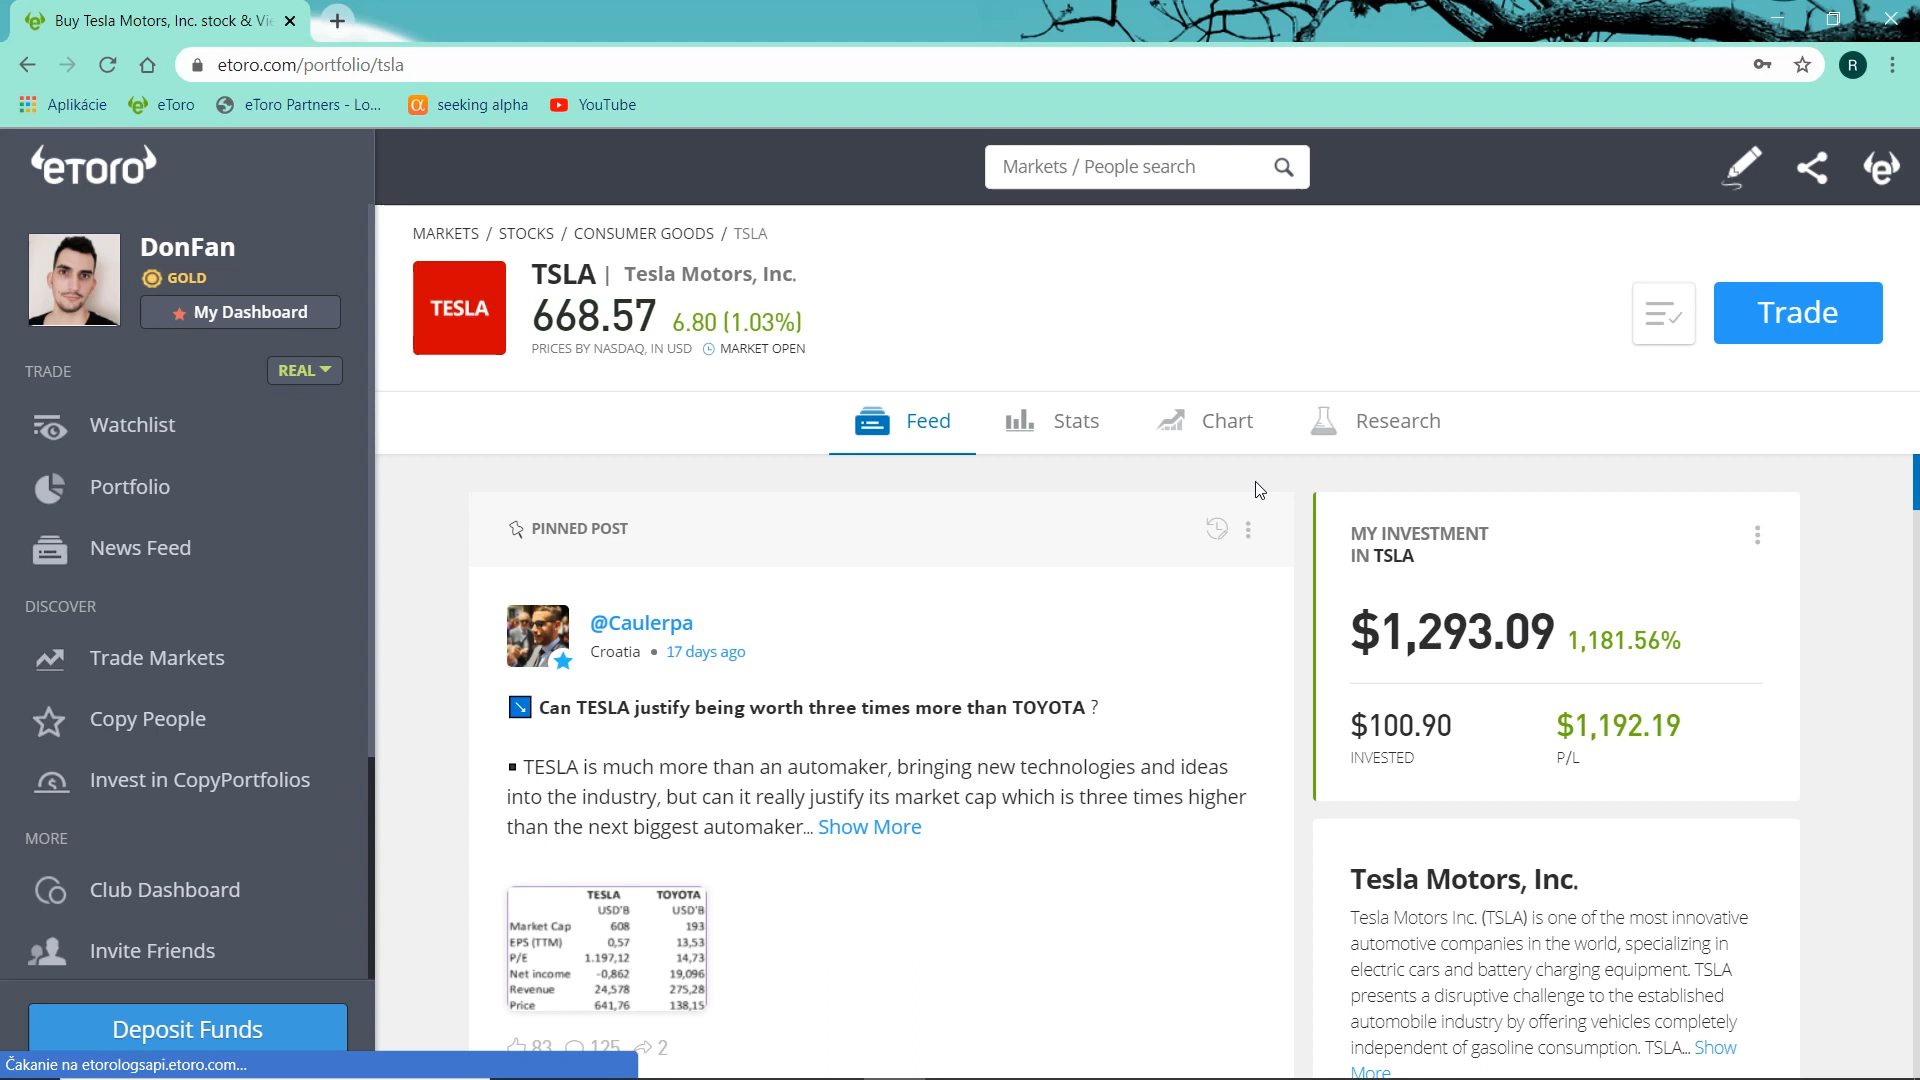 Buy Tesla Motors, Inc. stock & Vi
etoro.com/portfolio/tsla
R
Aplikácie
eToro
eToro Partners - Lo...
seeking alpha
YouTube
eToro
Markets / People search
DonFan
GOLD
My Dashboard
TRADE
REAL
Watchlist
Portfolio
News Feed
DISCOVER
Trade Markets
Copy People
Invest in CopyPortfolios
MORE
Club Dashboard
Invite Friends
Deposit Funds
Čakanie na etorologsapi.etoro.com...
MARKETS / STOCKS / CONSUMER GOODS / TSLA
TESLA
TSLA | Tesla Motors, Inc.
668.57 6.80 (1.03%)
PRICES BY NASDAQ, IN USD MARKET OPEN
Trade
Feed
Stats
Chart
Research
PINNED POST
@Caulerpa
Croatia • 17 days ago
Can TESLA justify being worth three times more than TOYOTA ?
▪ TESLA is much more than an automaker, bringing new technologies and ideas
into the industry, but can it really justify its market cap which is three times higher
than the next biggest automaker... Show More
TESLA TOYOTA
USD'B USD'B
Market Cap 608 193
EPS (TTM) 0,57 13,53
P/E 1.197,12 14,73
Net income -0,862 19,096
Revenue 24,578 275,28
Price 641,76 138,15
83 125 2
MY INVESTMENT
IN TSLA
$1,293.09 1,181.56%
$100.90 $1,192.19
INVESTED P/L
Tesla Motors, Inc.
Tesla Motors Inc. (TSLA) is one of the most innovative
automotive companies in the world, specializing in
electric cars and battery charging equipment. TSLA
presents a disruptive challenge to the established
automobile industry by offering vehicles completely
independent of gasoline consumption. TSLA... Show
More